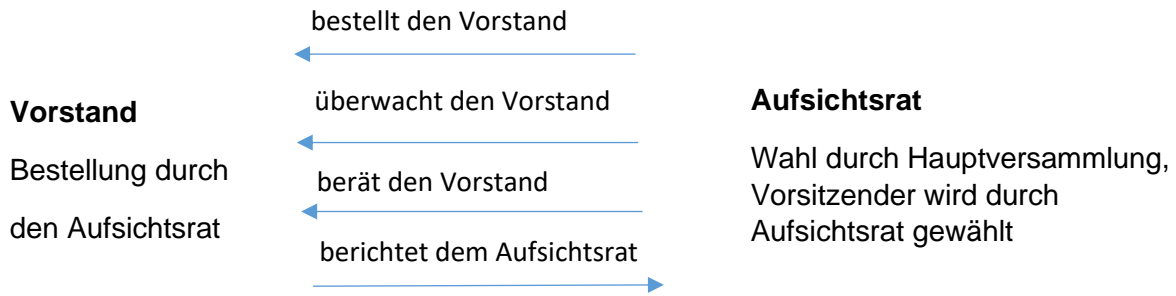 bestellt den Vorstand
Vorstand
Bestellung durch
den Aufsichtsrat
überwacht den Vorstand
berät den Vorstand
berichtet dem Aufsichtsrat
Aufsichtsrat
Wahl durch Hauptversammlung,
Vorsitzender wird durch
Aufsichtsrat gewählt